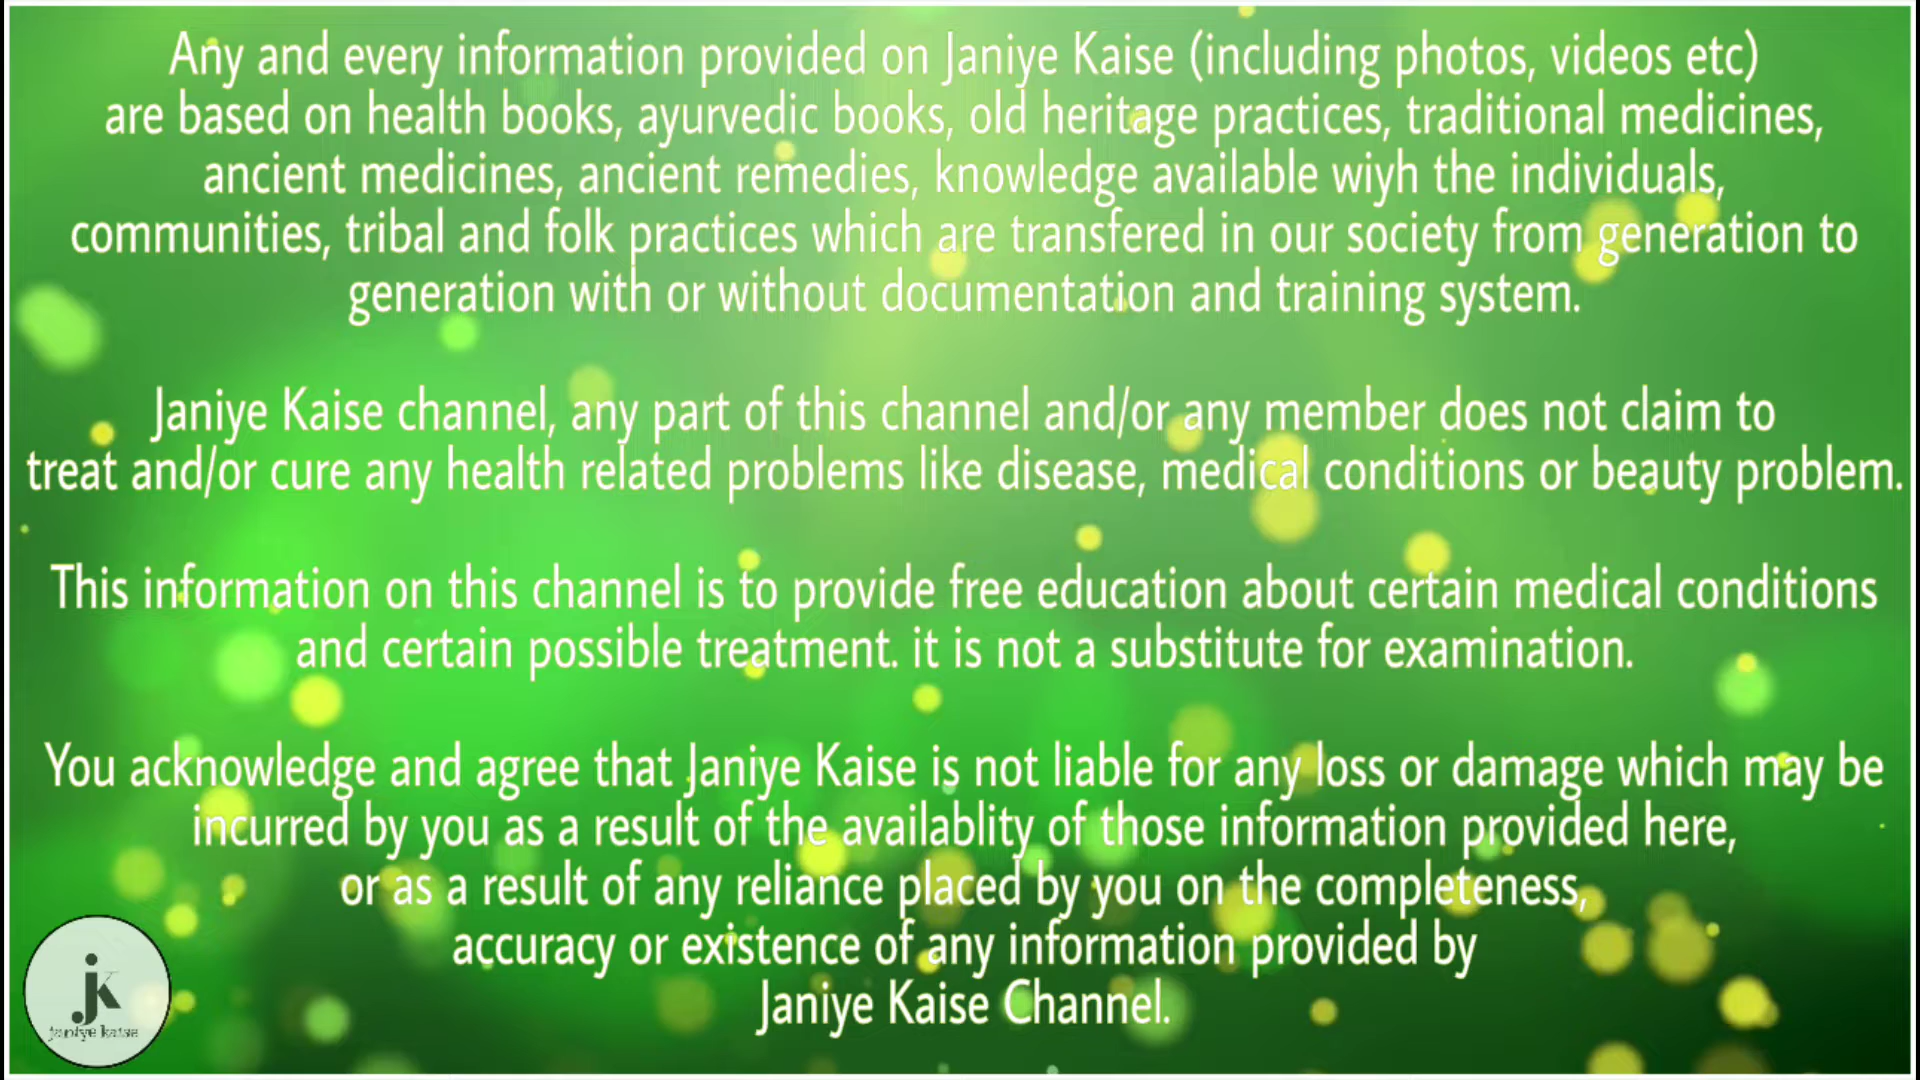 Any and every information provided on Janiye Kaise (including photos, videos etc)
are based on health books, ayurvedic books, old heritage practices, traditional medicines,
ancient medicines, ancient remedies, knowledge available wiyh the individuals,
communities, tribal and folk practices which are transfered in our society from generation to
generation with or without documentation and training system.
Janiye Kaise channel, any part of this channel and/or any member does not claim to
treat and/or cure any health related problems like disease, medical conditions or beauty problem.
This information on this channel is to provide free education about certain medical conditions
and certain possible treatment. it is not a substitute for examination.
You acknowledge and agree that Janiye Kaise is not liable for any loss or damage which may be
incurred by you as a result of the availablity of those information provided here,
or as a result of any reliance placed by you on the completeness,
accuracy or existence of any information provided by
Janiye Kaise Channel.
jk
janiye kaise